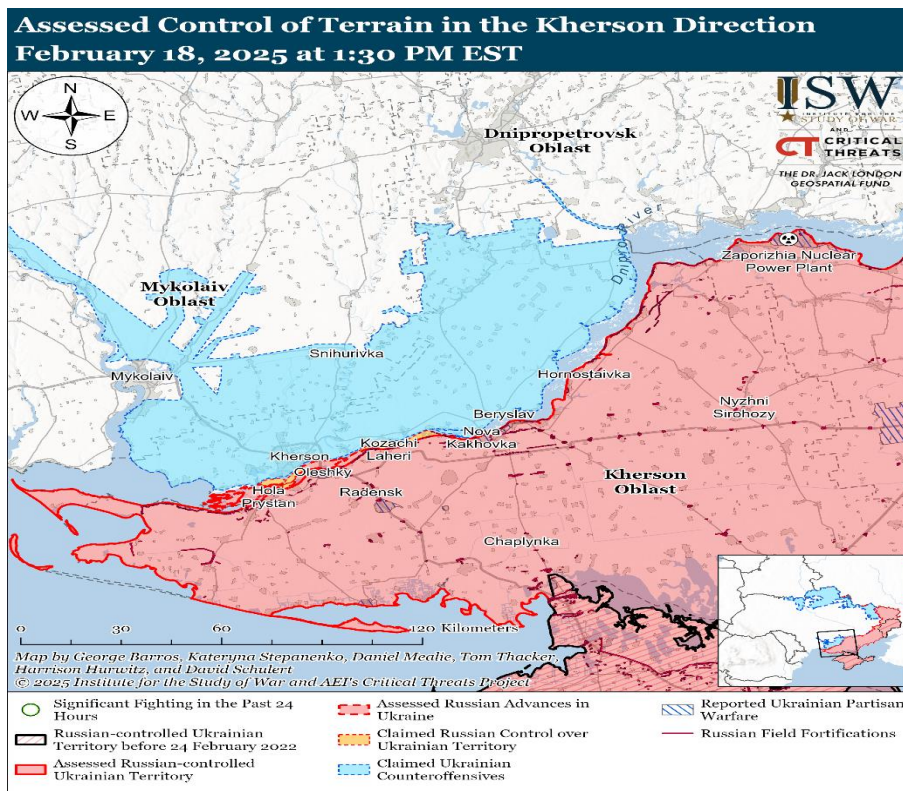 Assessed Control of Terrain in the Kherson Direction
February 18, 2025 at 1:30 PM EST
N
W
E
S
ISW
INSTITUTE FOR THE
STUDY OF WAR
AND
CT CRITICAL
THREATS
THE DR. JACK LONDON
GEOSPATIAL FUND
Dnipropetrovsk
Oblast
Dnipro River
Zaporizhia Nuclear
Power Plant
Mykolaiv
Oblast
Snihurivka
Mykolaiv
Hornostaivka
Beryslav
Nyzhni
Sirohozy
Nova
Kakhovka
Kozachi
Laheri
Kherson
Oleshky
Hola
Prystan
Radensk
Kherson
Oblast
Chaplynka
0 30 60 120 Kilometers
Map by George Barros, Kateryna Stepanenko, Daniel Mealie, Tom Thacker,
Harrison Hurwitz, and David Schulert
© 2025 Institute for the Study of War and AEI's Critical Threats Project
Significant Fighting in the Past 24
Hours
Russian-controlled Ukrainian
Territory before 24 February 2022
Assessed Russian-controlled
Ukrainian Territory
Assessed Russian Advances in
Ukraine
Claimed Russian Control over
Ukrainian Territory
Claimed Ukrainian
Counteroffensives
Reported Ukrainian Partisan
Warfare
Russian Field Fortifications